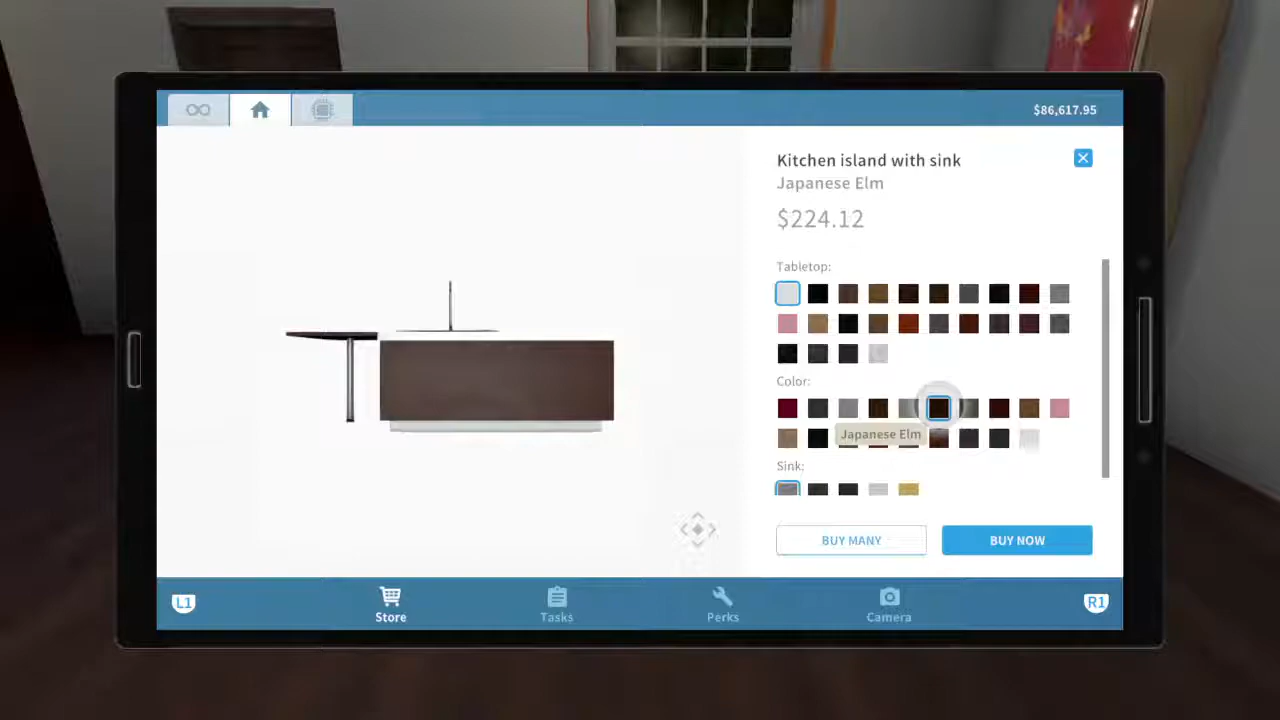 $86,617.95
Kitchen island with sink
Japanese Elm
$224.12
Tabletop:
Color:
Japanese Elm
Sink:
BUY MANY
BUY NOW
L1
Store
Tasks
Perks
Camera
R1